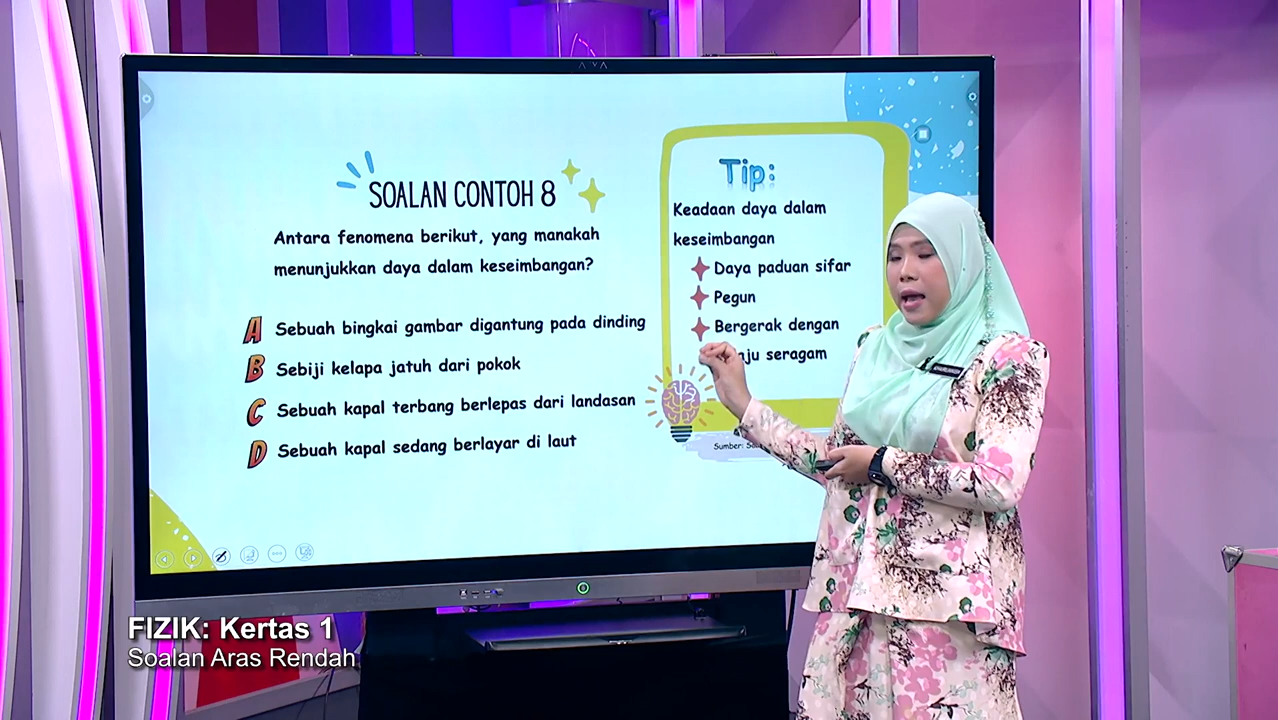 SOALAN CONTOH 8
Antara fenomena berikut, yang manakah
menunjukkan daya dalam keseimbangan?
A Sebuah bingkai gambar digantung pada dinding
B Sebiji kelapa jatuh dari pokok
C Sebuah kapal terbang berlepas dari landasan
D Sebuah kapal sedang berlayar di laut
Tip:
Keadaan daya dalam
keseimbangan
Daya paduan sifar
Pegun
Bergerak dengan
seragam
Sumber:
FIZIK: Kertas 1
Soalan Aras Rendah